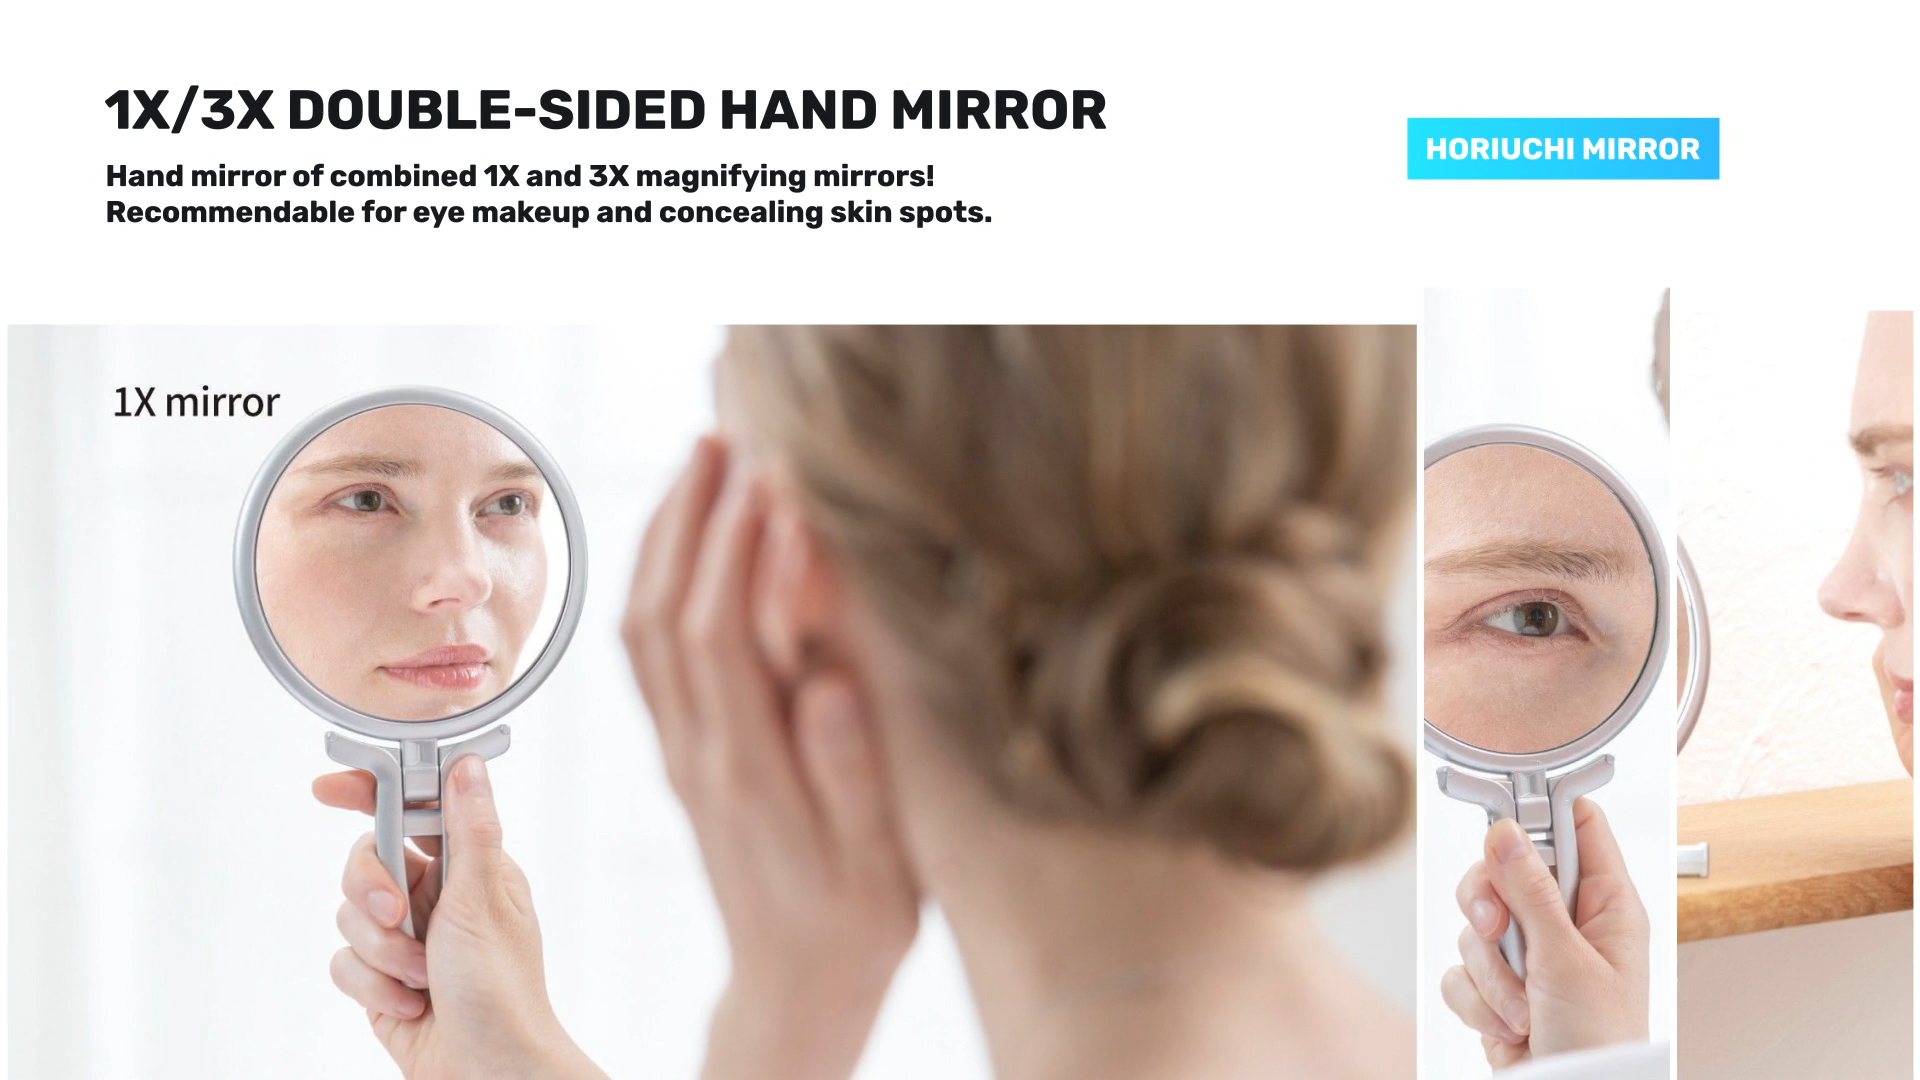 1X/3X DOUBLE-SIDED HAND MIRROR
HORIUCHI MIRROR
Hand mirror of combined 1X and 3X magnifying mirrors!
Recommendable for eye makeup and concealing skin spots.
1X mirror